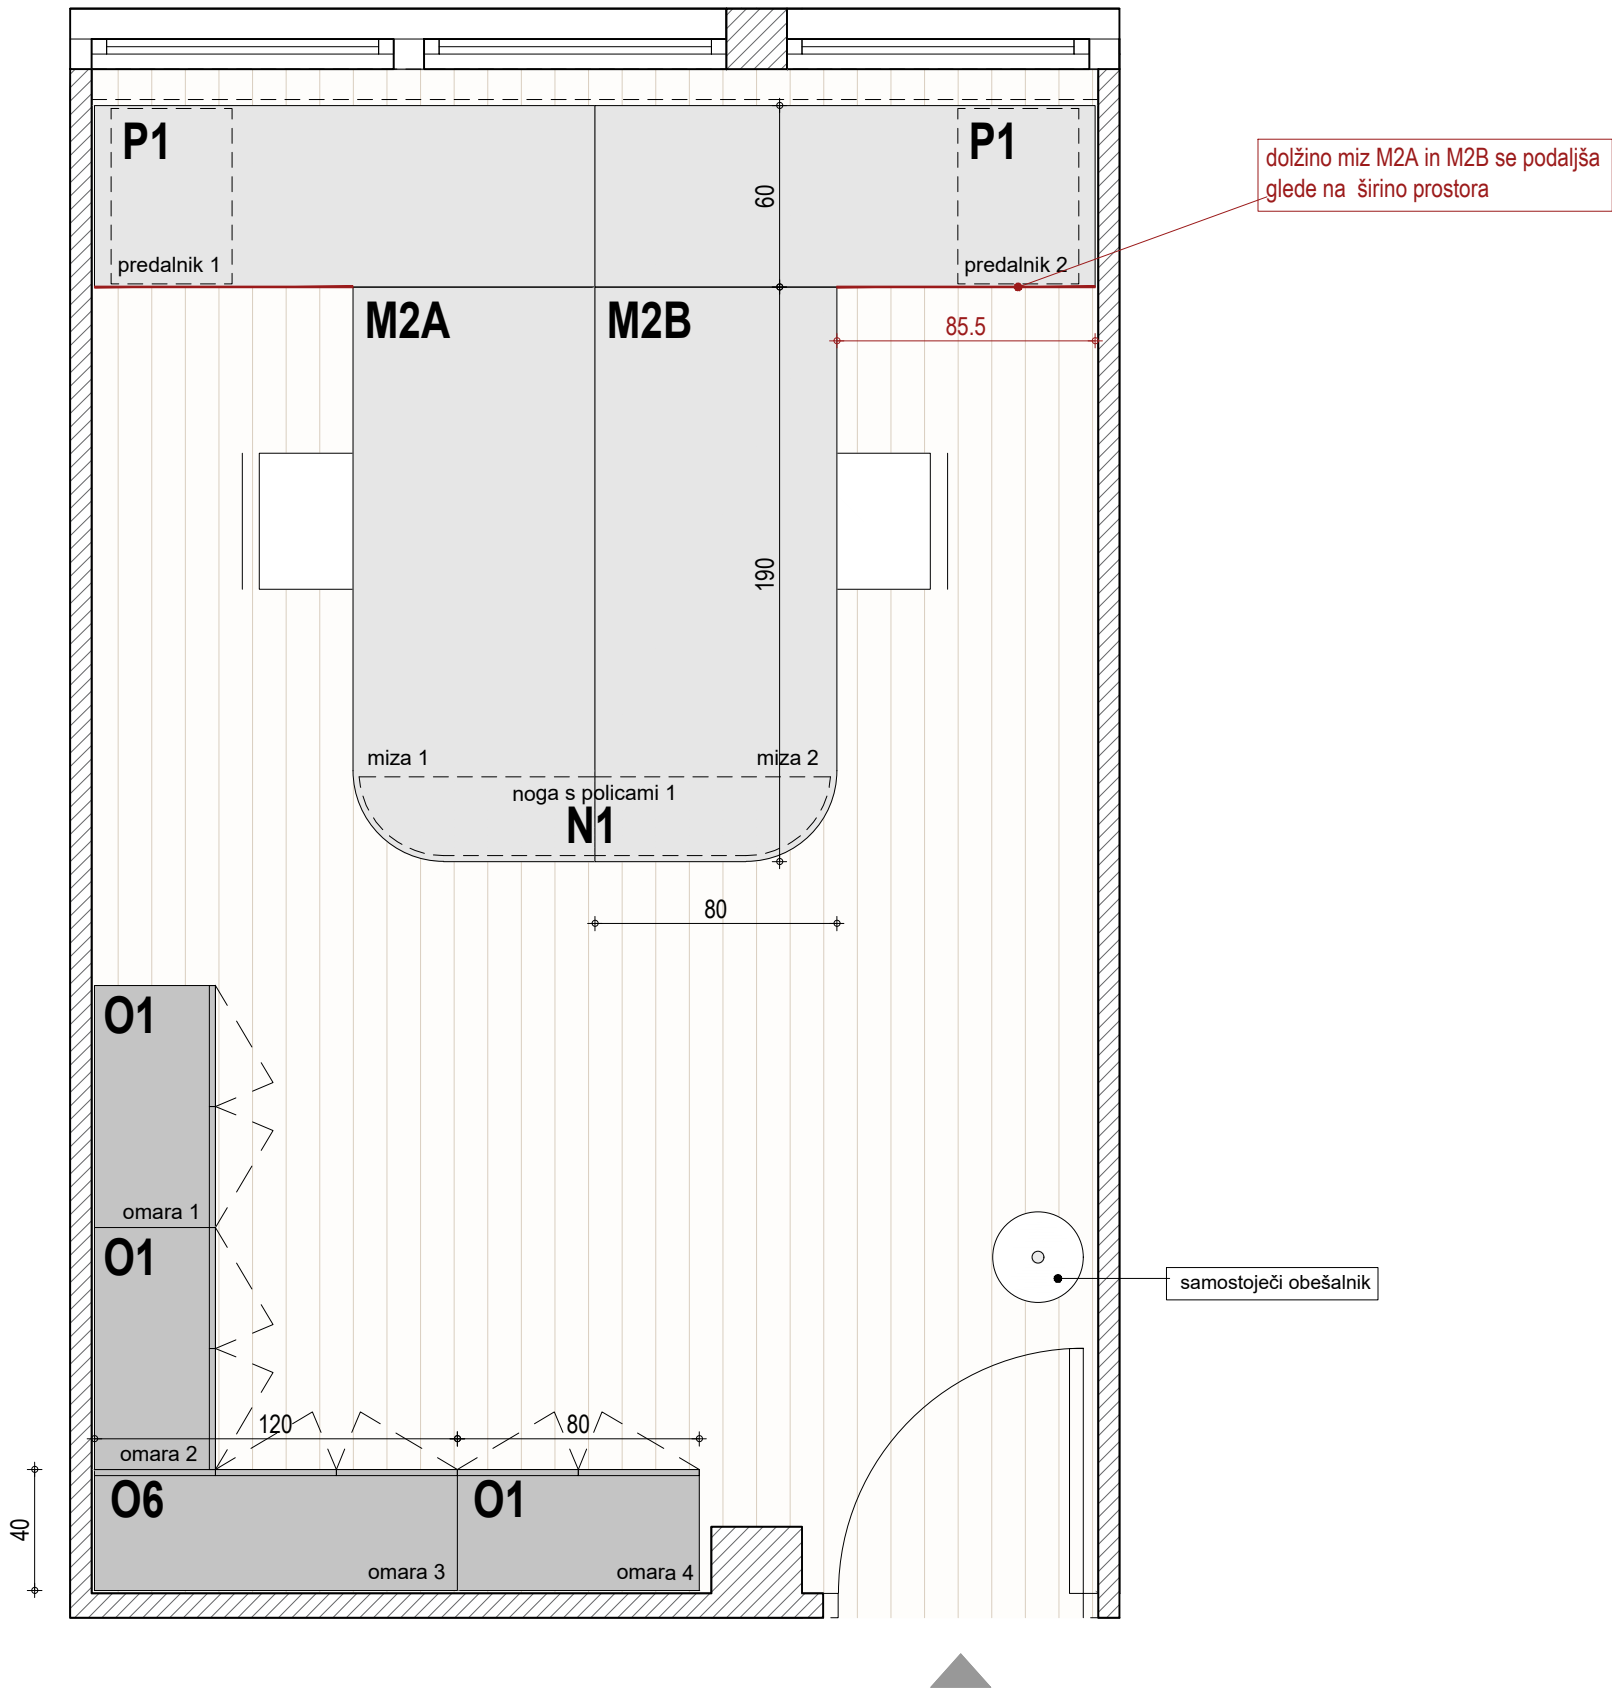 P1
P1
dolžino miz M2A in M2B se podaljša
glede na širino prostora
60
predalnik 1
predalnik 2
M2A
M2B
85.5
190
miza 1
miza 2
noga s policami 1
N1
80
O1
omara 1
O1
samostoječi obešalnik
120
80
omara 2
O6
O1
40
omara 3
omara 4